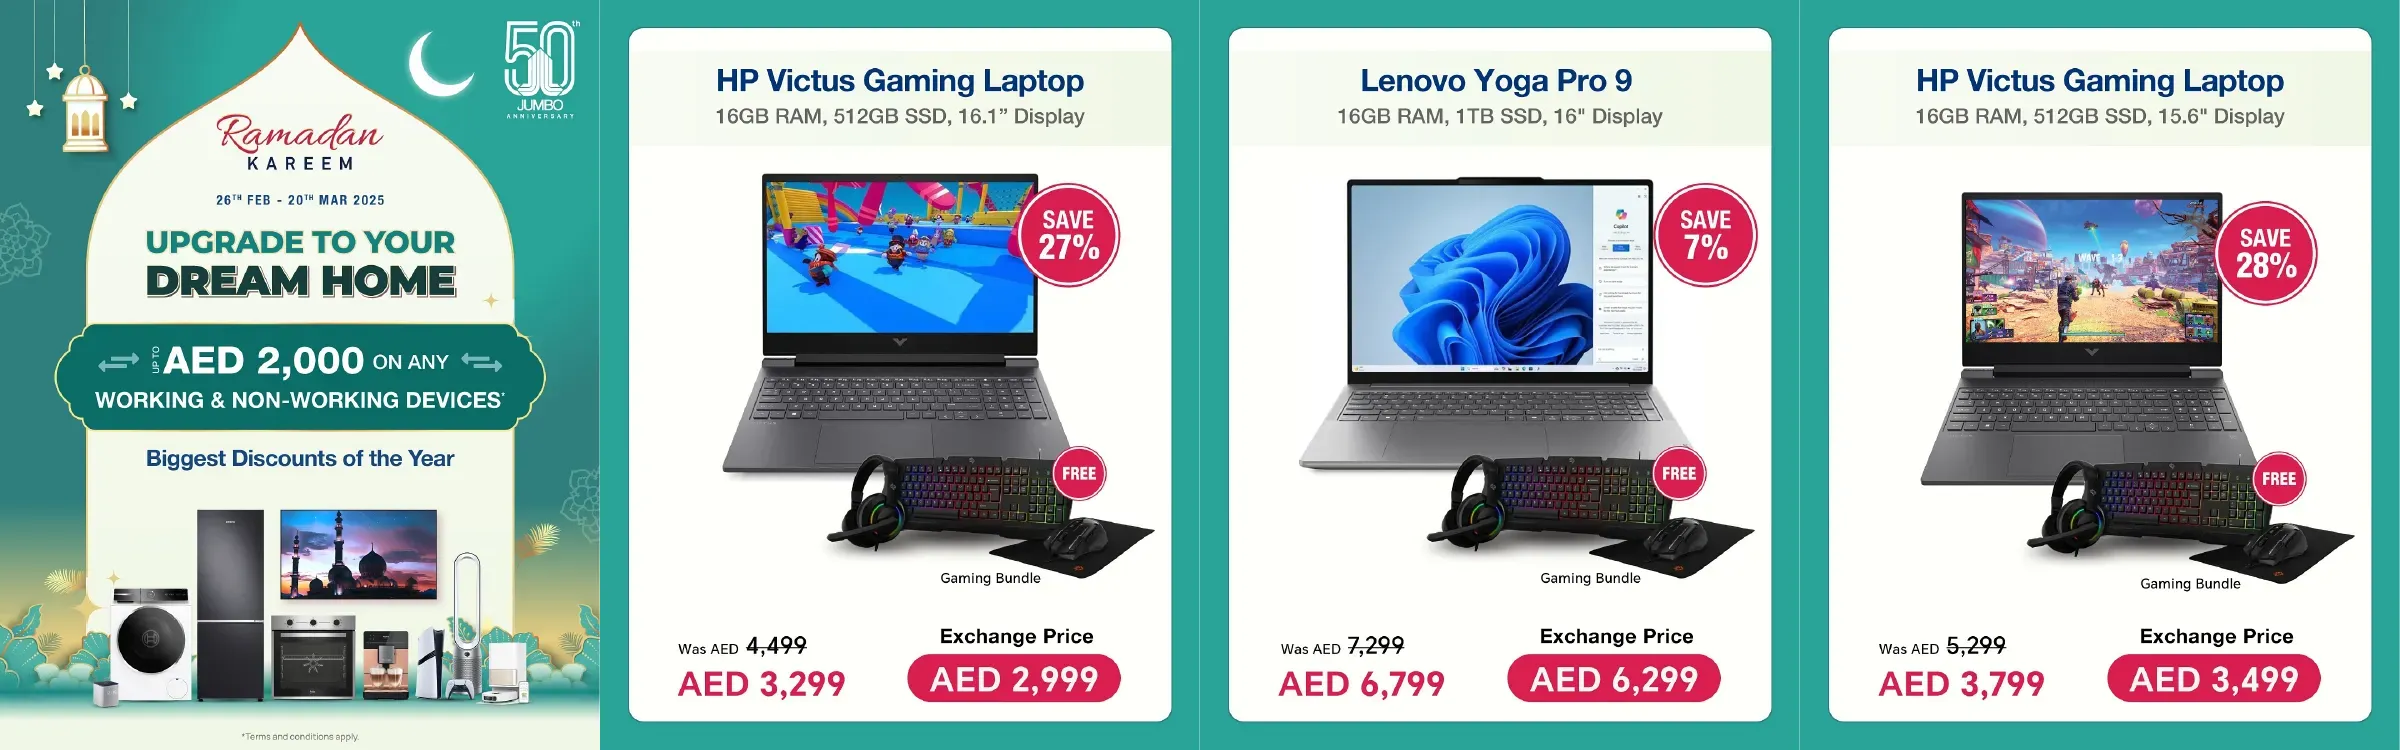 50th
JUMBO
ANNIVERSARY
Ramadan
KAREEM
26TH FEB - 20TH MAR 2025
UPGRADE TO YOUR
DREAM HOME
UP TO AED 2,000 ON ANY
WORKING & NON-WORKING DEVICES*
Biggest Discounts of the Year
*Terms and conditions apply.
HP Victus Gaming Laptop
16GB RAM, 512GB SSD, 16.1” Display
SAVE
27%
FREE
Gaming Bundle
Was AED 4,499
AED 3,299
Exchange Price
AED 2,999
Lenovo Yoga Pro 9
16GB RAM, 1TB SSD, 16" Display
Copilot
SAVE
7%
FREE
Gaming Bundle
Was AED 7,299
AED 6,799
Exchange Price
AED 6,299
HP Victus Gaming Laptop
16GB RAM, 512GB SSD, 15.6" Display
SAVE
28%
FREE
Gaming Bundle
Was AED 5,299
AED 3,799
Exchange Price
AED 3,499